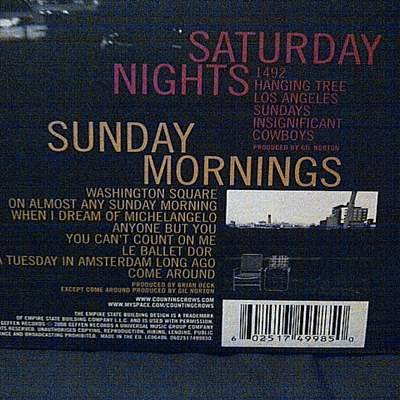 SATURDAY
NIGHTS
1492
HANGING TREE
LOS ANGELES
SUNDAYS
INSIGNIFICANT
COWBOYS
PRODUCED BY GIL NORTON
SUNDAY
MORNINGS
WASHINGTON SQUARE
ON ALMOST ANY SUNDAY MORNING
WHEN I DREAM OF MICHELANGELO
ANYONE BUT YOU
YOU CAN'T COUNT ON ME
LE BALLET DOR
A TUESDAY IN AMSTERDAM LONG AGO
COME AROUND
PRODUCED BY BRIAN DECK
EXCEPT COME AROUND PRODUCED BY GIL NORTON
WWW.COUNTINGCROWS.COM
WWW.MYSPACE.COM/COUNTINGCROWS
THE EMPIRE STATE BUILDING DESIGN IS A TRADEMARK
OF EMPIRE STATE BUILDING COMPANY L.L.C. AND IS USED WITH PERMISSION.
GEFFEN RECORDS © 2008 GEFFEN RECORDS A UNIVERSAL MUSIC GROUP COMPANY
RESERVED. UNAUTHORISED COPYING, REPRODUCTION, HIRING, LENDING, PUBLIC
AND BROADCASTING PROHIBITED. MADE IN THE EU. LC06406. 0602517499850.
6 02517 49985 0